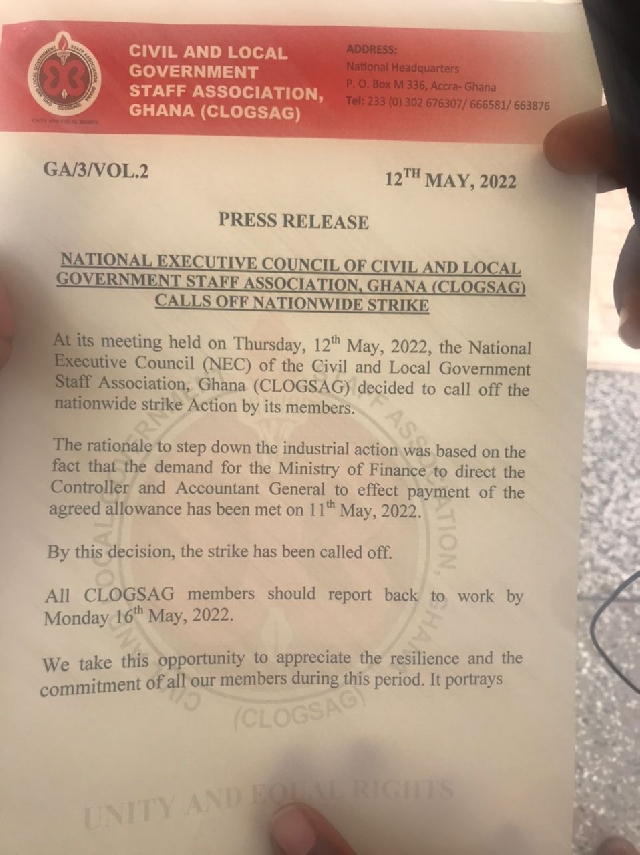 CIVIL AND LOCAL
GOVERNMENT
STAFF ASSOCIATION,
GHANA (CLOGSAG)
ADDRESS:
National Headquarters
P. O. Box M 336, Accra- Ghana
Tel: 233 (0) 302 676307/ 666581/ 663876
UNITY AND EQUAL RIGHTS
GA/3/VOL.2
12TH MAY, 2022
PRESS RELEASE
NATIONAL EXECUTIVE COUNCIL OF CIVIL AND LOCAL
GOVERNMENT STAFF ASSOCIATION, GHANA (CLOGSAG)
CALLS OFF NATIONWIDE STRIKE
At its meeting held on Thursday, 12th May, 2022, the National
Executive Council (NEC) of the Civil and Local Government
Staff Association, Ghana (CLOGSAG) decided to call off the
nationwide strike Action by its members.
The rationale to step down the industrial action was based on the
fact that the demand for the Ministry of Finance to direct the
Controller and Accountant General to effect payment of the
agreed allowance has been met on 11th May, 2022.
By this decision, the strike has been called off.
All CLOGSAG members should report back to work by
Monday 16th May, 2022.
We take this opportunity to appreciate the resilience and the
commitment of all our members during this period. It portrays
(CLOGSAG)
UNITY AND EQUAL RIGHTS